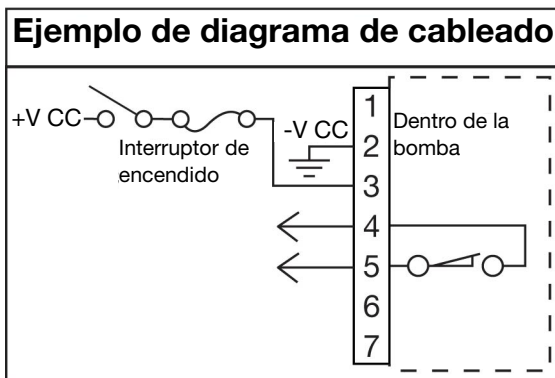 Ejemplo de diagrama de cableado
+V CC
Interruptor de
encendido
-V CC
1
2
3
4
5
6
7
Dentro de la
bomba